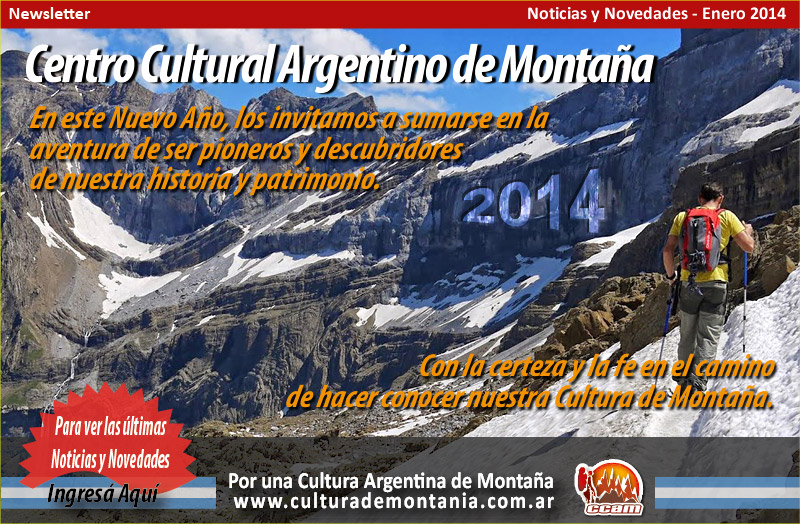 Newsletter
Noticias y Novedades - Enero 2014
Centro Cultural Argentino de Montaña
En este Nuevo Año, los invitamos a sumarse en la
aventura de ser pioneros y descubridores
de nuestra historia y patrimonio.
2014
Con la certeza y la fe en el camino
de hacer conocer nuestra Cultura de Montaña.
Para ver las últimas
Noticias y Novedades
Ingresá Aquí
Por una Cultura Argentina de Montaña
www.culturademontania.com.ar
ccam